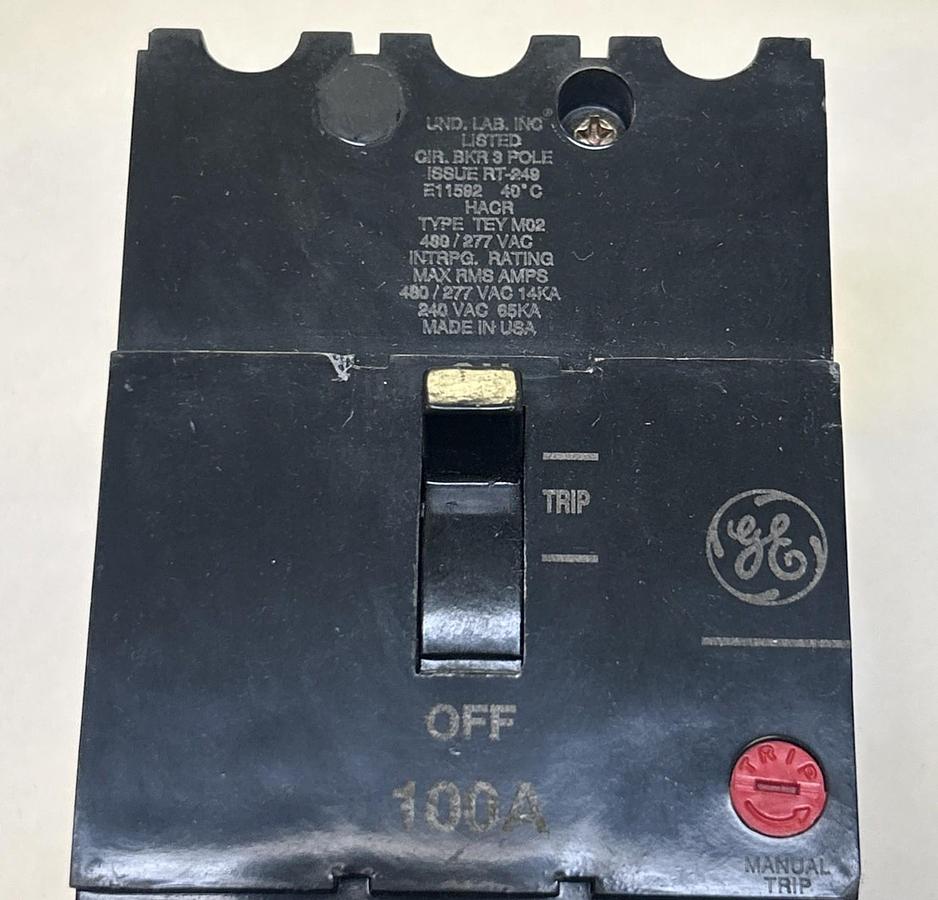 UND. LAB. INC®
LISTED
CIR. BKR 3 POLE
ISSUE RT-249
E11592 40°C
HACR
TYPE TEY M02
480 / 277 VAC
INTRPG. RATING
MAX RMS AMPS
480 / 277 VAC 14KA
240 VAC 65KA
MADE IN USA
TRIP
GE
OFF
100A
TRIP
MANUAL
TRIP